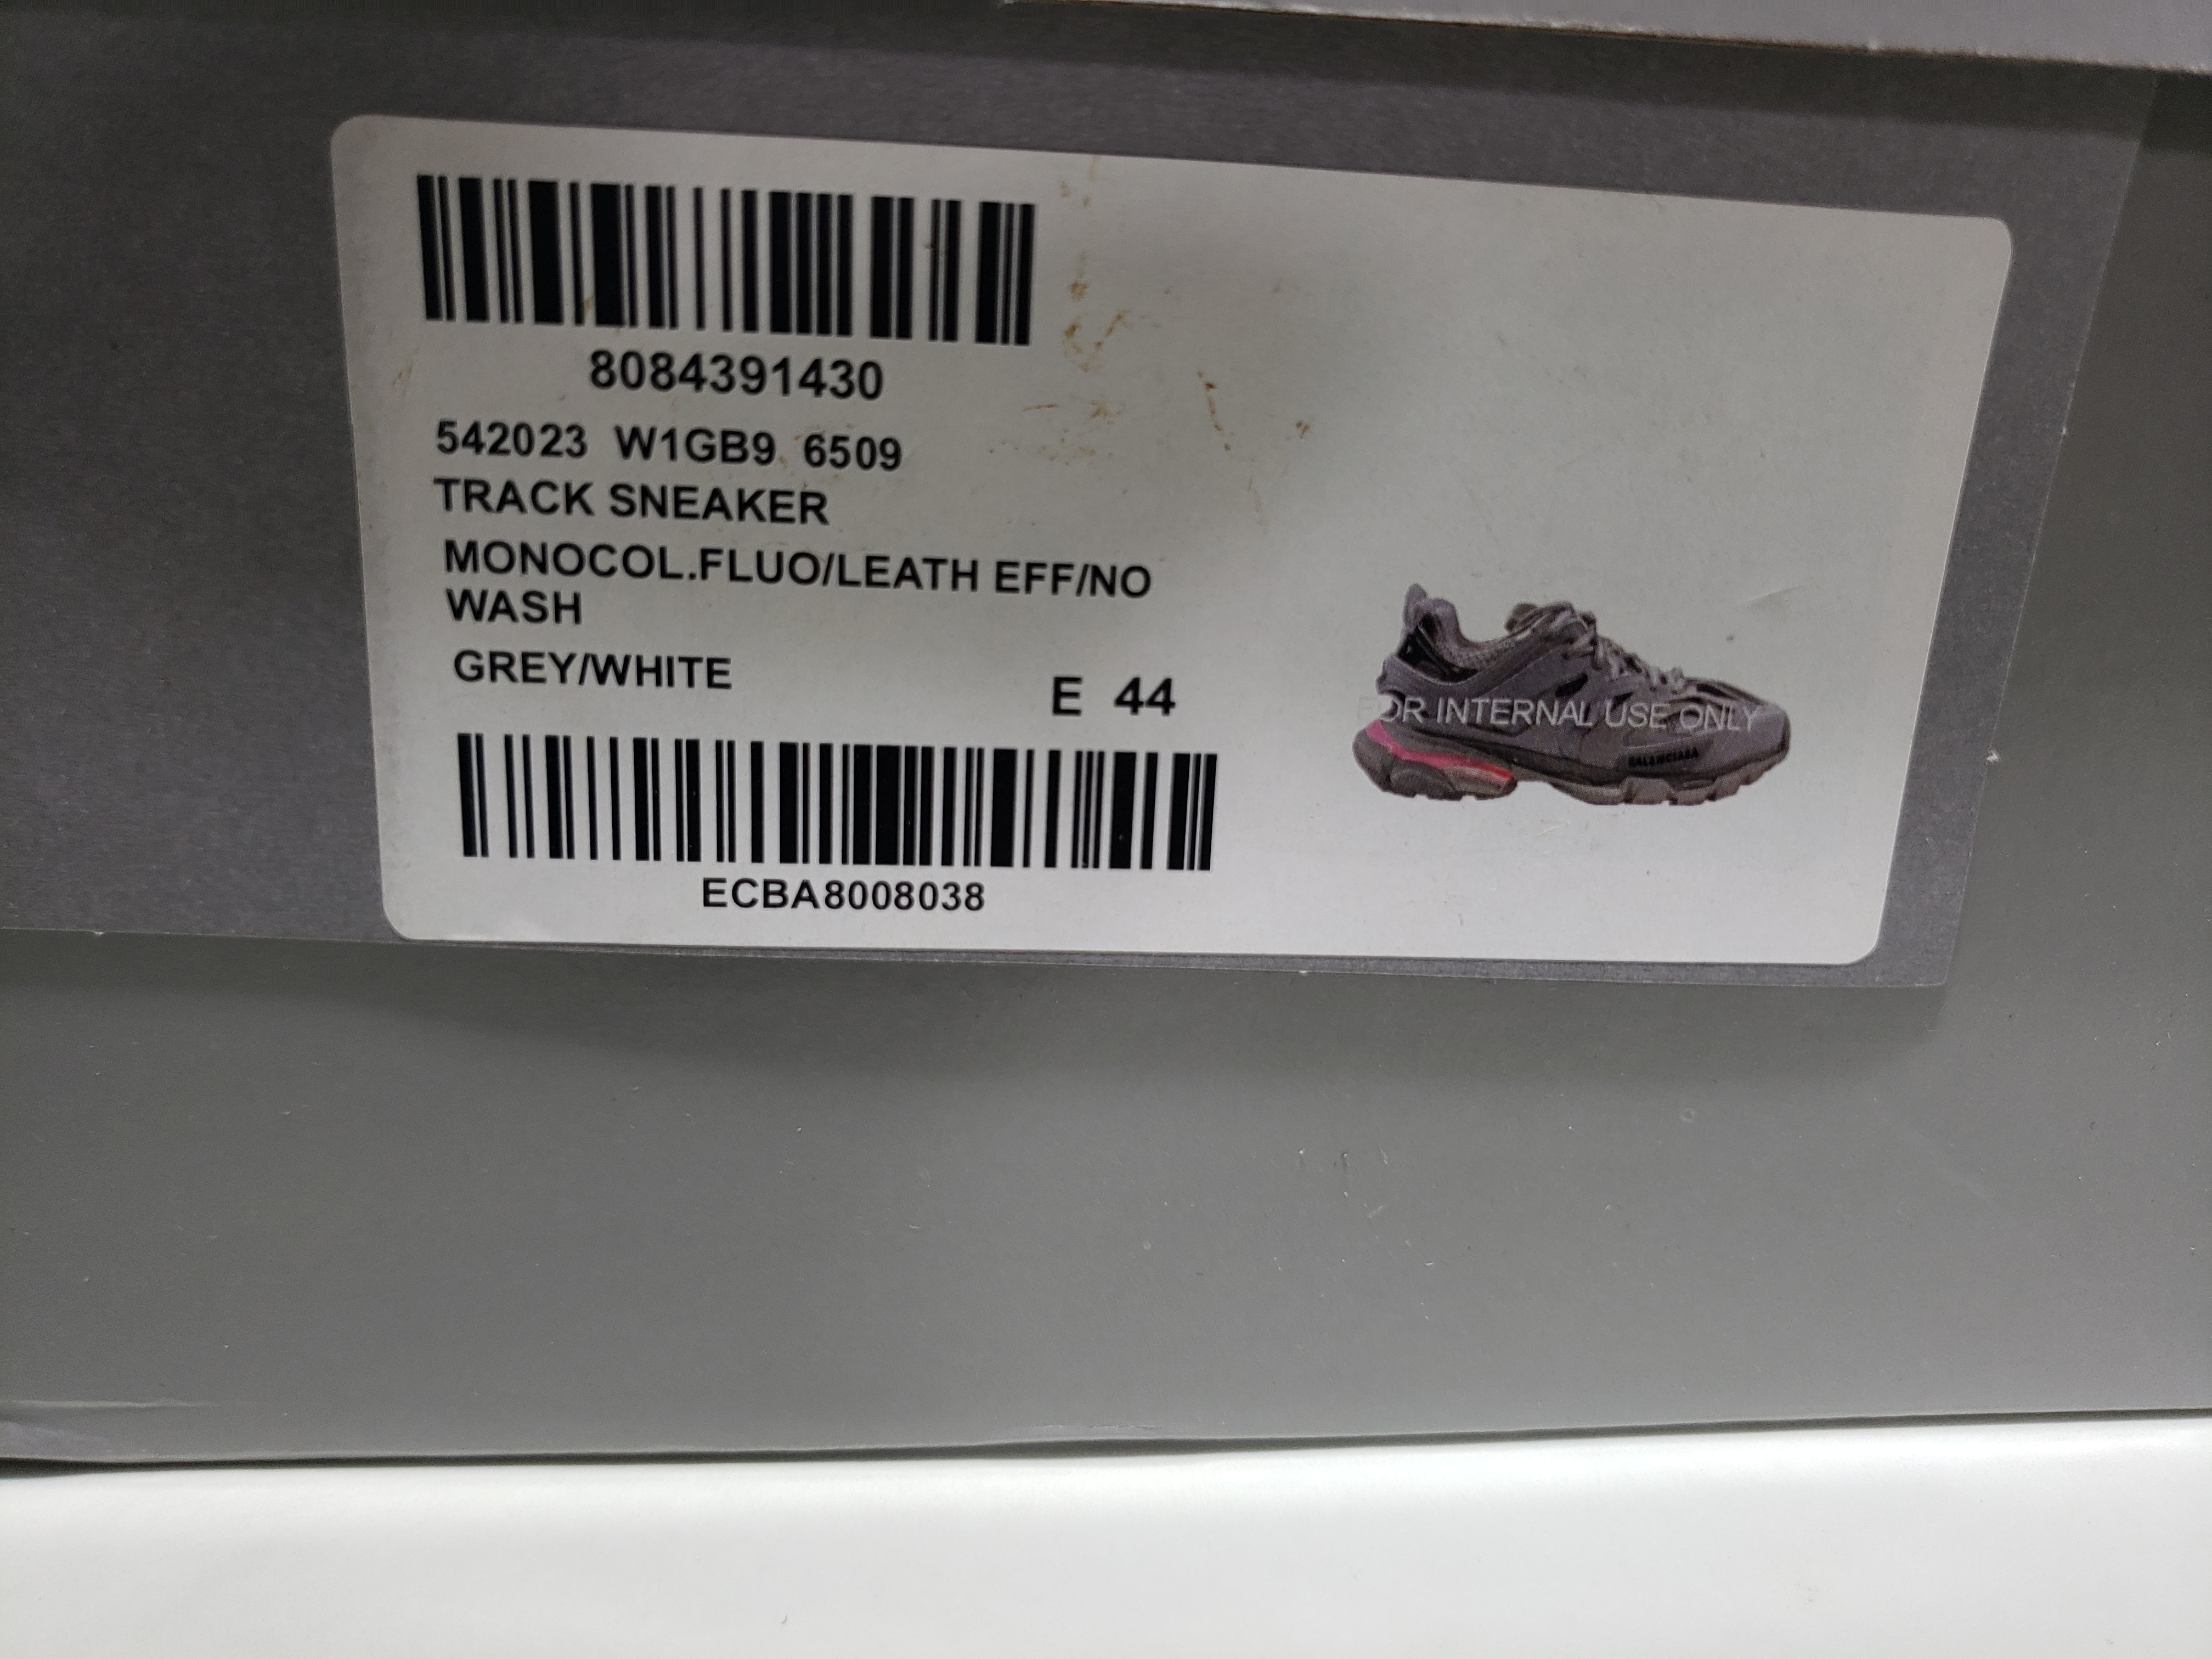 8084391430
542023 W1GB9 6509
TRACK SNEAKER
MONOCOL.FLUO/LEATH EFF/NO
WASH
GREY/WHITE
E 44
ECBA8008038
FOR INTERNAL USE ONLY
BALENCIAGA